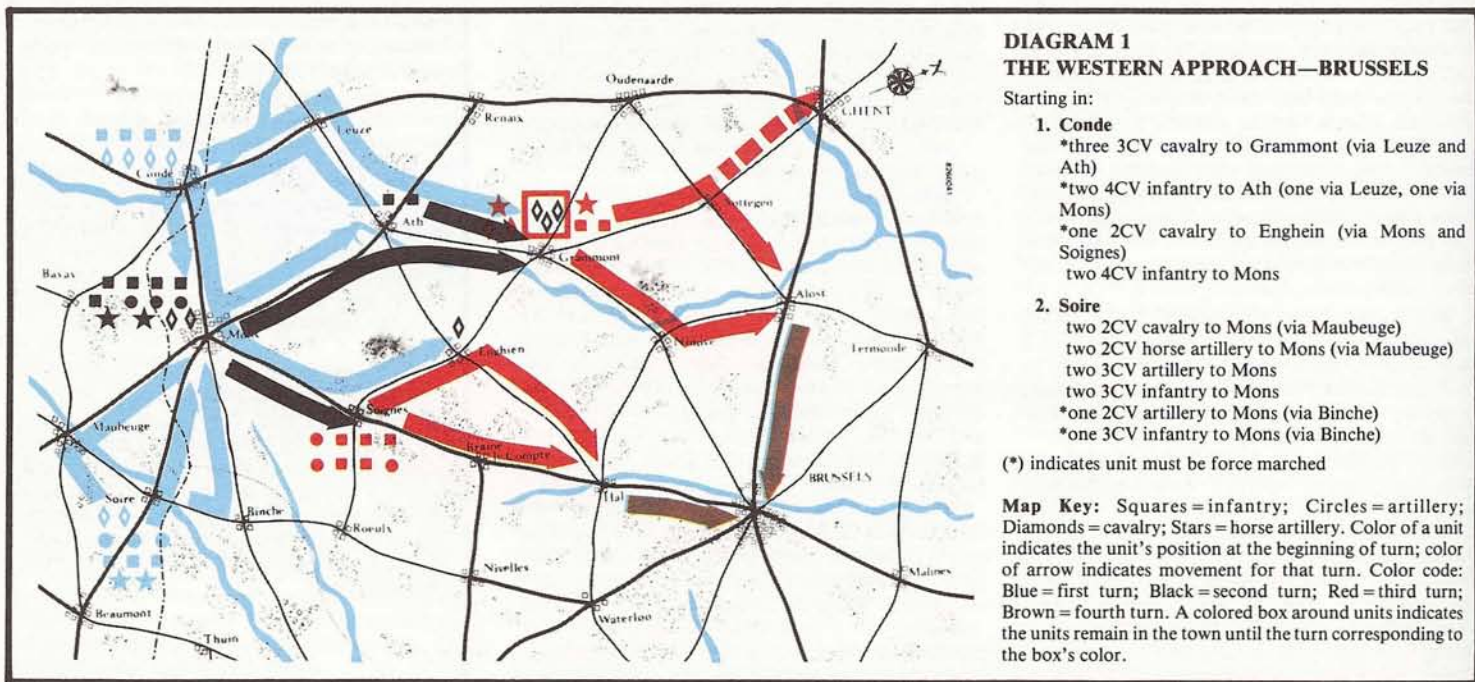 Oudenaarde
GHENT
Renaix
Leuze
Conde
Ath
Nottegen
Grammont
Bavax
Mons
Alost
Ninove
Termonde
Enghien
Soignes
Maubeuge
Braine
le Compte
BRUSSELS
Hal
Soire
Binche
Roeulx
Nivelles
Malines
Waterloo
Beaumont
Thuin
DIAGRAM 1
THE WESTERN APPROACH—BRUSSELS
Starting in:
1. Conde
*three 3CV cavalry to Grammont (via Leuze and
Ath)
*two 4CV infantry to Ath (one via Leuze, one via
Mons)
*one 2CV cavalry to Enghein (via Mons and
Soignes)
two 4CV infantry to Mons
2. Soire
two 2CV cavalry to Mons (via Maubeuge)
two 2CV horse artillery to Mons (via Maubeuge)
two 3CV artillery to Mons
two 3CV infantry to Mons
*one 2CV artillery to Mons (via Binche)
*one 3CV infantry to Mons (via Binche)
(*) indicates unit must be force marched
Map Key: Squares = infantry; Circles = artillery;
Diamonds = cavalry; Stars = horse artillery. Color of a unit
indicates the unit's position at the beginning of turn; color
of arrow indicates movement for that turn. Color code:
Blue = first turn; Black = second turn; Red = third turn;
Brown = fourth turn. A colored box around units indicates
the units remain in the town until the turn corresponding to
the box's color.